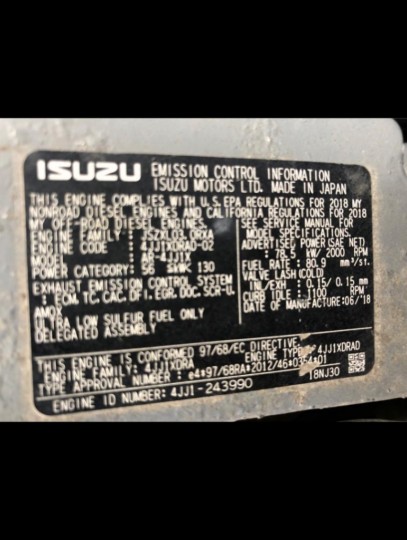 ISUZU EMISSION CONTROL INFORMATION
ISUZU MOTORS LTD. MADE IN JAPAN
THIS ENGINE COMPLIES WITH U.S. EPA REGULATIONS FOR 2018 MY
NONROAD DIESEL ENGINES AND CALIFORNIA REGULATIONS FOR 2018
MY OFF-ROAD DIESEL ENGINES.
ENGINE FAMILY : JSZXL03.0RXA
ENGINE CODE : 4JJ1XDRAD-02
MODEL : AR-4JJ1X
POWER CATEGORY: 56 ≤kW< 130
EXHAUST EMISSION CONTROL SYSTEM
: ECM, TC, CAC, DFI, EGR, DOC, SCR-U,
AMOX
ULTRA LOW SULFUR FUEL ONLY
DELEGATED ASSEMBLY
SEE SERVICE MANUAL FOR
MODEL SPECIFICATIONS.
ADVERTISED POWER(SAE NET)
: 78.5 kW/ 2000 RPM
FUEL RATE: 80.9 mm³/st.
VALVE LASH(COLD)
IN/EXH : 0.15/ 0.15 mm
CURB IDLE : 1100 RPM
DATE OF MANUFACTURE:06/'18
THIS ENGINE IS CONFORMED 97/68/EC DIRECTIVE.
ENGINE FAMILY: 4JJ1XDRA ENGINE TYPE : 4JJ1XDRAD
TYPE APPROVAL NUMBER : e4*97/68RA*2012/46*0354*01
ENGINE ID NUMBER: 4JJ1-243990 18NJ30